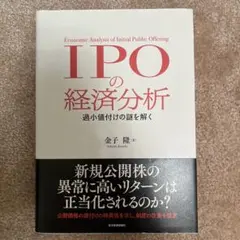 Economic Analysis of Initial Public Offering
IPOの
経済分析
過小値付けの謎を解く
金子 隆 著
新規公開株の
異常に高いリターンは
正当化されるのか?